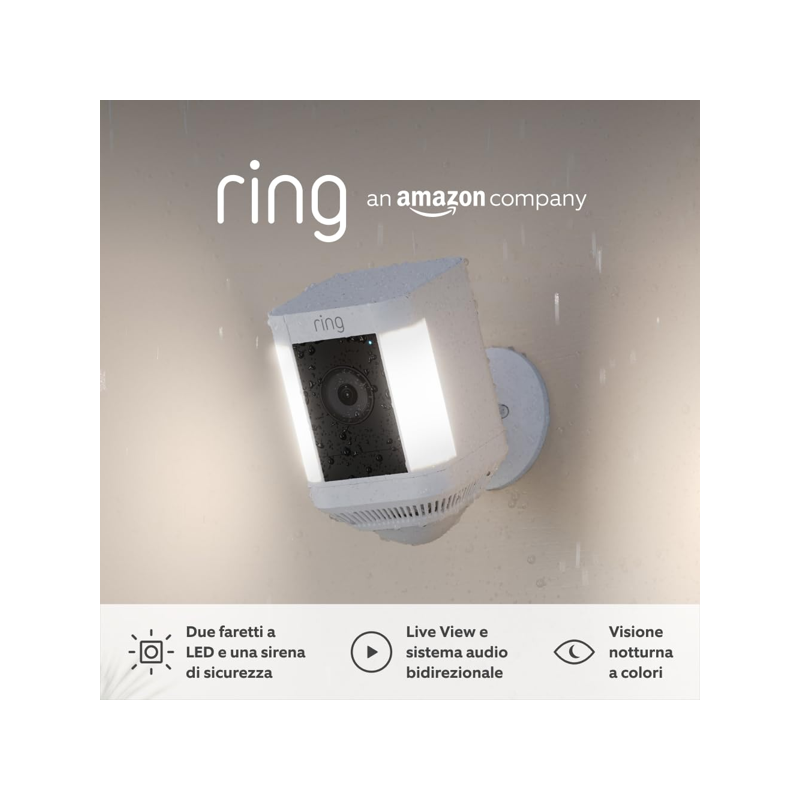 ring an amazon company
ring
Due faretti a
LED e una sirena
di sicurezza
Live View e
sistema audio
bidirezionale
Visione
notturna
a colori